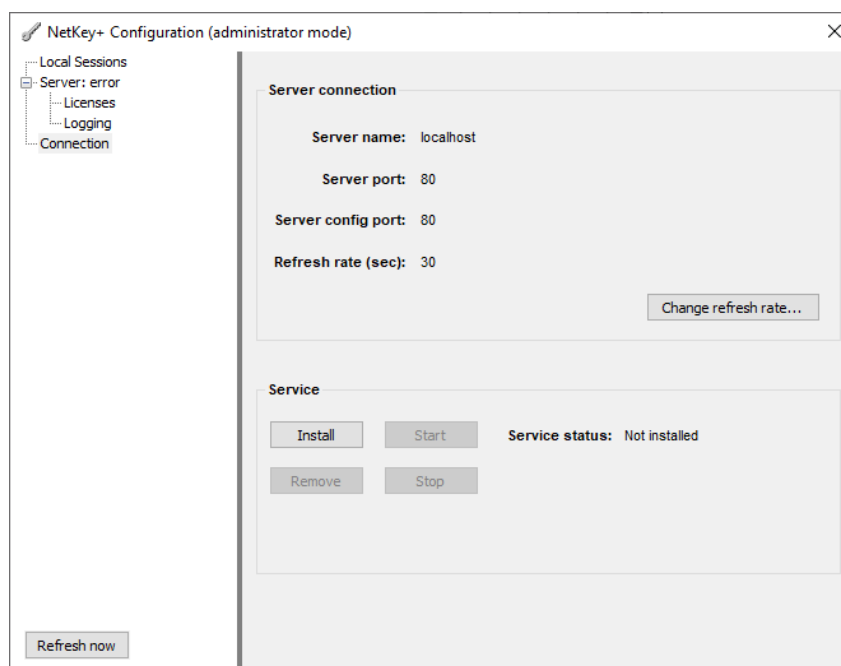 NetKey+ Configuration (administrator mode)
Local Sessions
Server: error
Licenses
Logging
Connection
Refresh now
Server connection
Server name: localhost
Server port: 80
Server config port: 80
Refresh rate (sec): 30
Change refresh rate...
Service
Install Start Service status: Not installed
Remove Stop